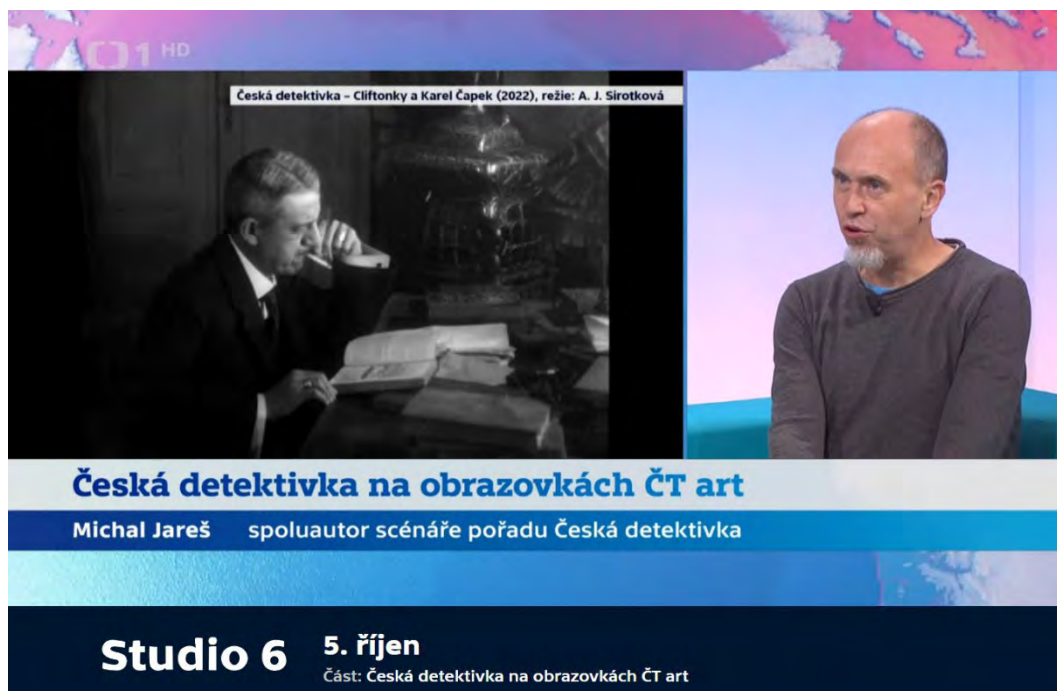 1 HD
Česká detektivka – Cliftonky a Karel Čapek (2022), režie: A. J. Sirotková
Česká detektivka na obrazovkách ČT art
Michal Jareš spoluautor scénáře pořadu Česká detektivka
Studio 6
5. říjen
Část: Česká detektivka na obrazovkách ČT art